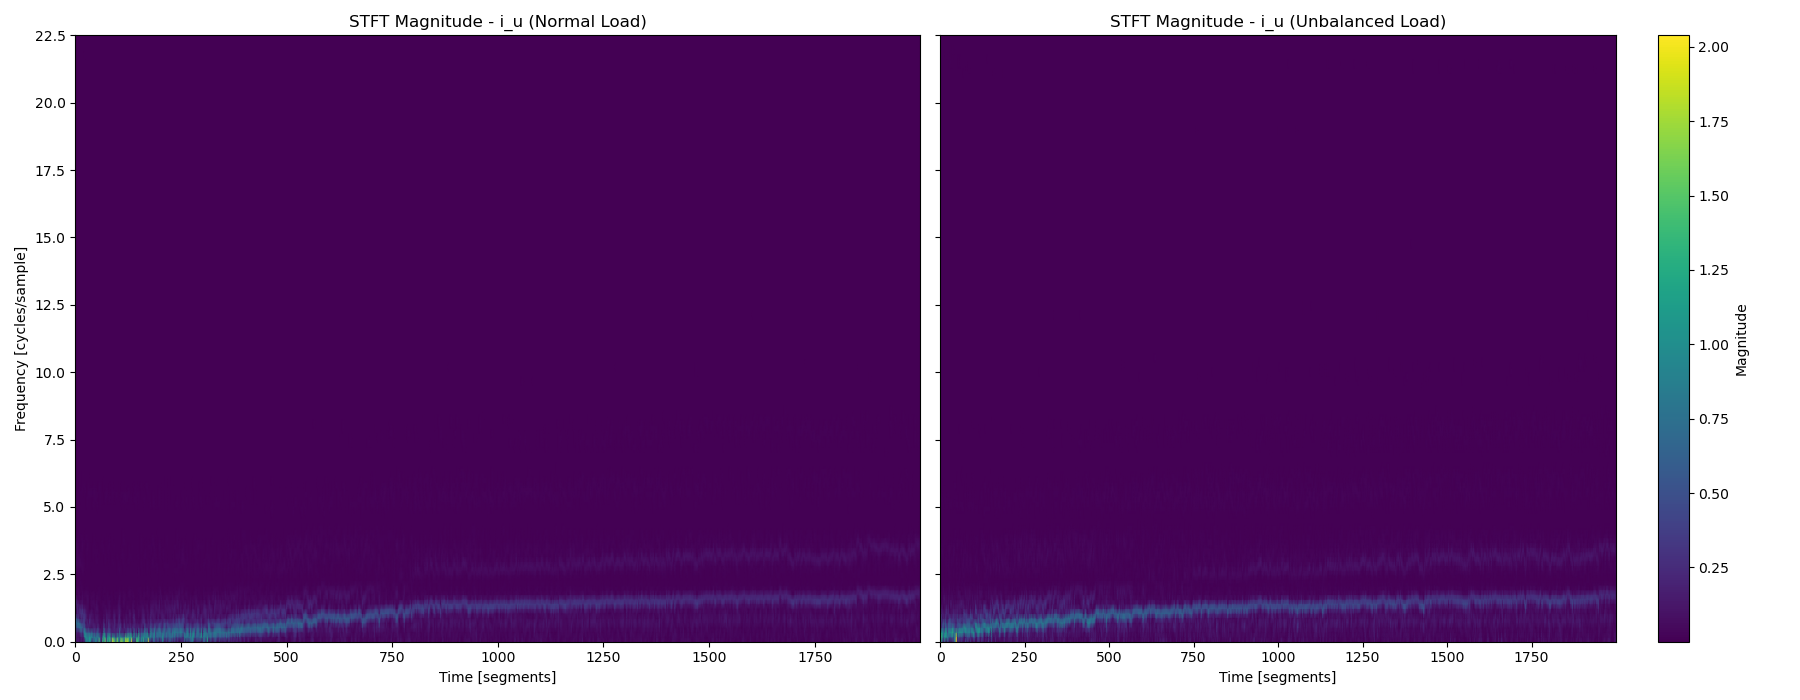 STFT Magnitude - i_u (Normal Load)
STFT Magnitude - i_u (Unbalanced Load)
22.5
20.0
17.5
15.0
12.5
10.0
7.5
5.0
2.5
0.0
Frequency [cycles/sample]
0 250 500 750 1000 1250 1500 1750
Time [segments]
0 250 500 750 1000 1250 1500 1750
Time [segments]
2.00
1.75
1.50
1.25
1.00
0.75
0.50
0.25
Magnitude